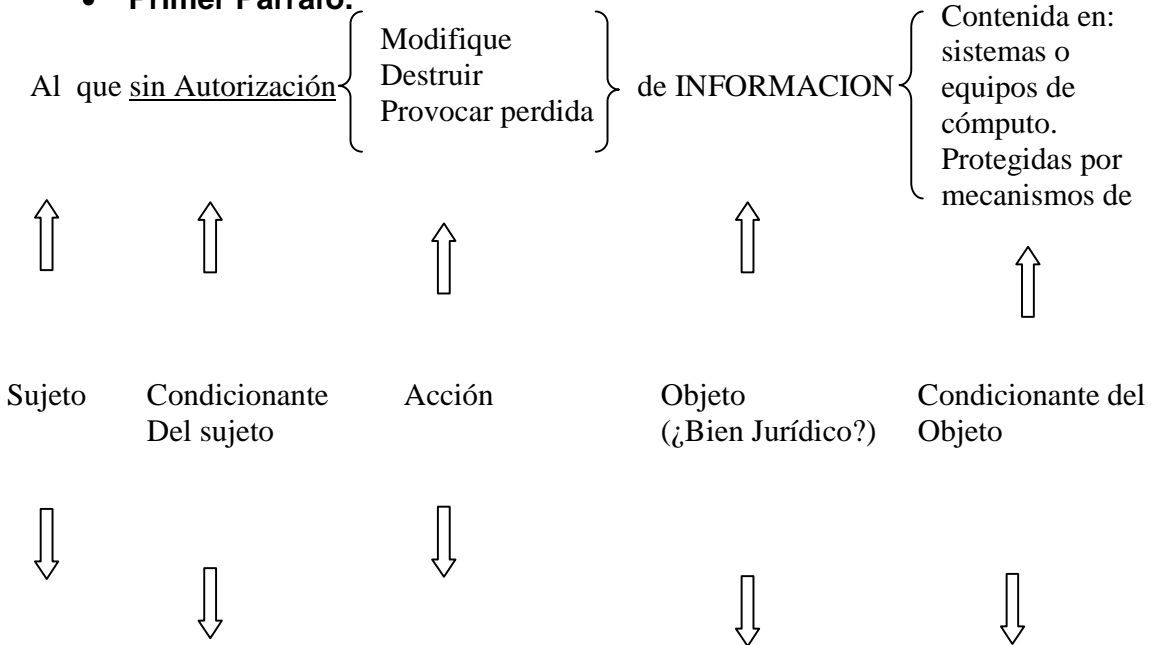 • Primer Párrafo:
Al que sin Autorización
Modifique
Destruir
Provocar perdida
de INFORMACION
Contenida en:
sistemas o
equipos de
cómputo.
Protegidas por
mecanismos de
Sujeto
Condicionante
Del sujeto
Acción
Objeto
(¿Bien Jurídico?)
Condicionante del
Objeto